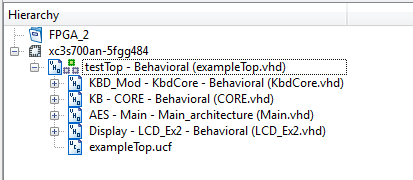 Hierarchy
FPGA_2
xc3s700an-5fgg484
testTop - Behavioral (exampleTop.vhd)
KBD_Mod - KbdCore - Behavioral (KbdCore.vhd)
KB - CORE - Behavioral (CORE.vhd)
AES - Main - Main_architecture (Main.vhd)
Display - LCD_Ex2 - Behavioral (LCD_Ex2.vhd)
exampleTop.ucf